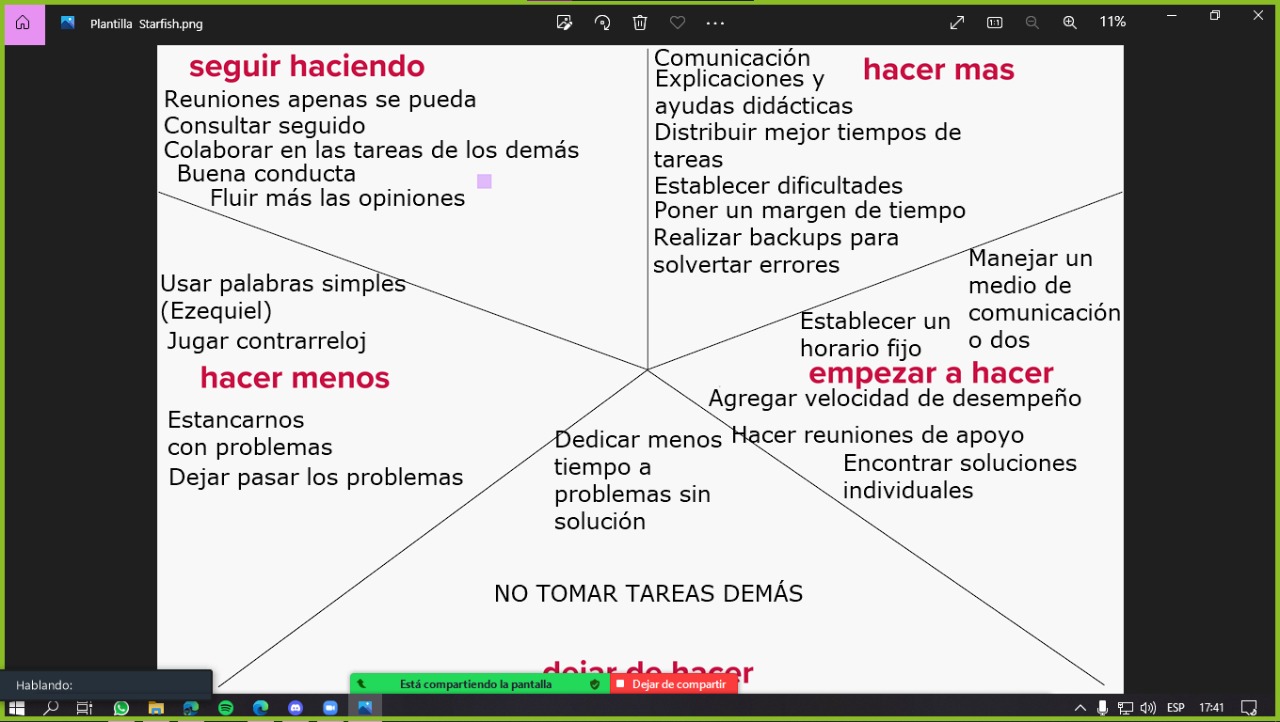 Plantilla Starfish.png
11%
seguir haciendo
Reuniones apenas se pueda
Consultar seguido
Colaborar en las tareas de los demás
Buena conducta
Fluir más las opiniones
hacer mas
Comunicación
Explicaciones y
ayudas didácticas
Distribuir mejor tiempos de
tareas
Establecer dificultades
Poner un margen de tiempo
Realizar backups para
solvertar errores
Usar palabras simples
(Ezequiel)
Jugar contrarreloj
hacer menos
Estancarnos
con problemas
Dejar pasar los problemas
Manejar un
medio de
comunicación
o dos
Establecer un
horario fijo
empezar a hacer
Agregar velocidad de desempeño
Hacer reuniones de apoyo
Encontrar soluciones
individuales
Dedicar menos
tiempo a
problemas sin
solución
NO TOMAR TAREAS DEMÁS
dejar de hacer
Hablando:
Está compartiendo la pantalla
Dejar de compartir
ESP
17:41